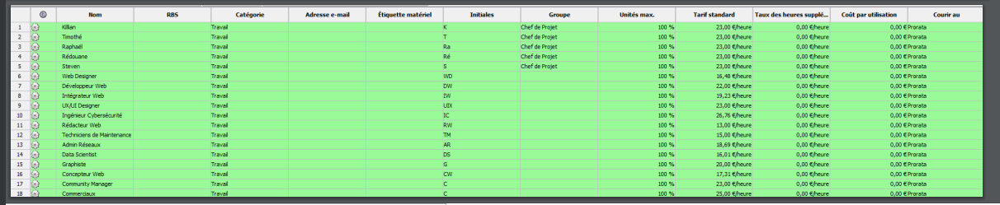 Nom RBS Catégorie Adresse e-mail Étiquette matériel Initiales Groupe Unités max. Tarif standard Taux des heures supplé... Coût par utilisation Courir au
1 Killian Travail K Chef de Projet 100 % 23,00 €/heure 0,00 €/heure 0,00 € Prorata
2 Timothé Travail T Chef de Projet 100 % 23,00 €/heure 0,00 €/heure 0,00 € Prorata
3 Raphaël Travail Ra Chef de Projet 100 % 23,00 €/heure 0,00 €/heure 0,00 € Prorata
4 Rédouane Travail Ré Chef de Projet 100 % 23,00 €/heure 0,00 €/heure 0,00 € Prorata
5 Steven Travail S Chef de Projet 100 % 23,00 €/heure 0,00 €/heure 0,00 € Prorata
6 Web Designer Travail WD 100 % 16,48 €/heure 0,00 €/heure 0,00 € Prorata
7 Développeur Web Travail DW 100 % 22,00 €/heure 0,00 €/heure 0,00 € Prorata
8 Intégrateur Web Travail IW 100 % 19,23 €/heure 0,00 €/heure 0,00 € Prorata
9 UX/UI Designer Travail UIX 100 % 23,00 €/heure 0,00 €/heure 0,00 € Prorata
10 Ingénieur Cybersécurité Travail IC 100 % 26,76 €/heure 0,00 €/heure 0,00 € Prorata
11 Rédacteur Web Travail RW 100 % 13,00 €/heure 0,00 €/heure 0,00 € Prorata
12 Techniciens de Maintenance Travail TM 100 % 15,00 €/heure 0,00 €/heure 0,00 € Prorata
13 Admin Réseaux Travail AR 100 % 18,69 €/heure 0,00 €/heure 0,00 € Prorata
14 Data Scientist Travail DS 100 % 16,01 €/heure 0,00 €/heure 0,00 € Prorata
15 Graphiste Travail G 100 % 20,00 €/heure 0,00 €/heure 0,00 € Prorata
16 Concepteur Web Travail CW 100 % 17,31 €/heure 0,00 €/heure 0,00 € Prorata
17 Community Manager Travail C 100 % 23,00 €/heure 0,00 €/heure 0,00 € Prorata
18 Commerciaux Travail C 100 % 25,00 €/heure 0,00 €/heure 0,00 € Prorata